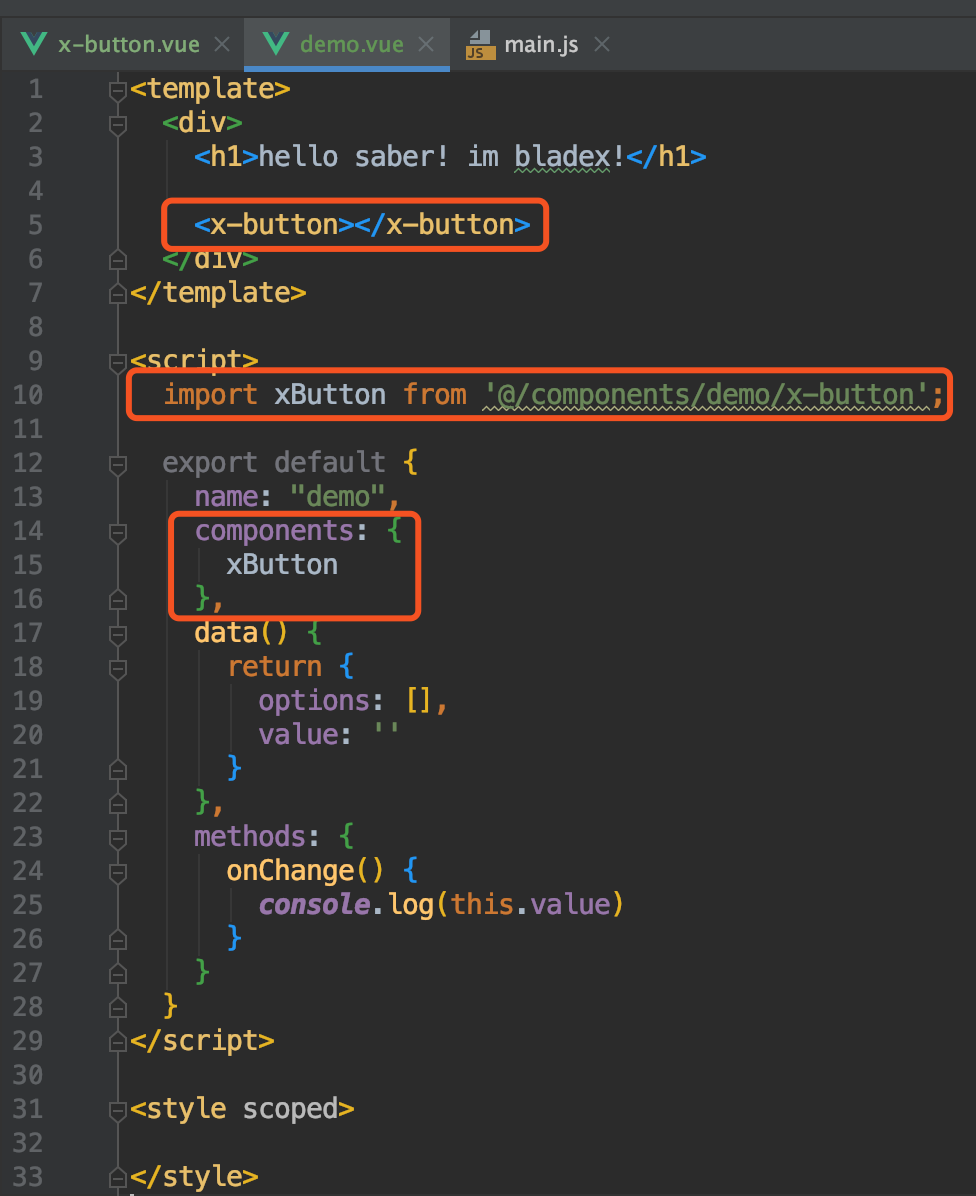 x-button.vue demo.vue JS main.js
1 <template>
2 <div>
3 <h1>hello saber! im bladex!</h1>
4
5 <x-button></x-button>
6 </div>
7 </template>
8
9 <script>
10 import xButton from '@/components/demo/x-button';
11
12 export default {
13 name: "demo",
14 components: {
15 xButton
16 },
17 data() {
18 return {
19 options: [],
20 value: ''
21 }
22 },
23 methods: {
24 onChange() {
25 console.log(this.value)
26 }
27 }
28 }
29 </script>
30
31 <style scoped>
32
33 </style>